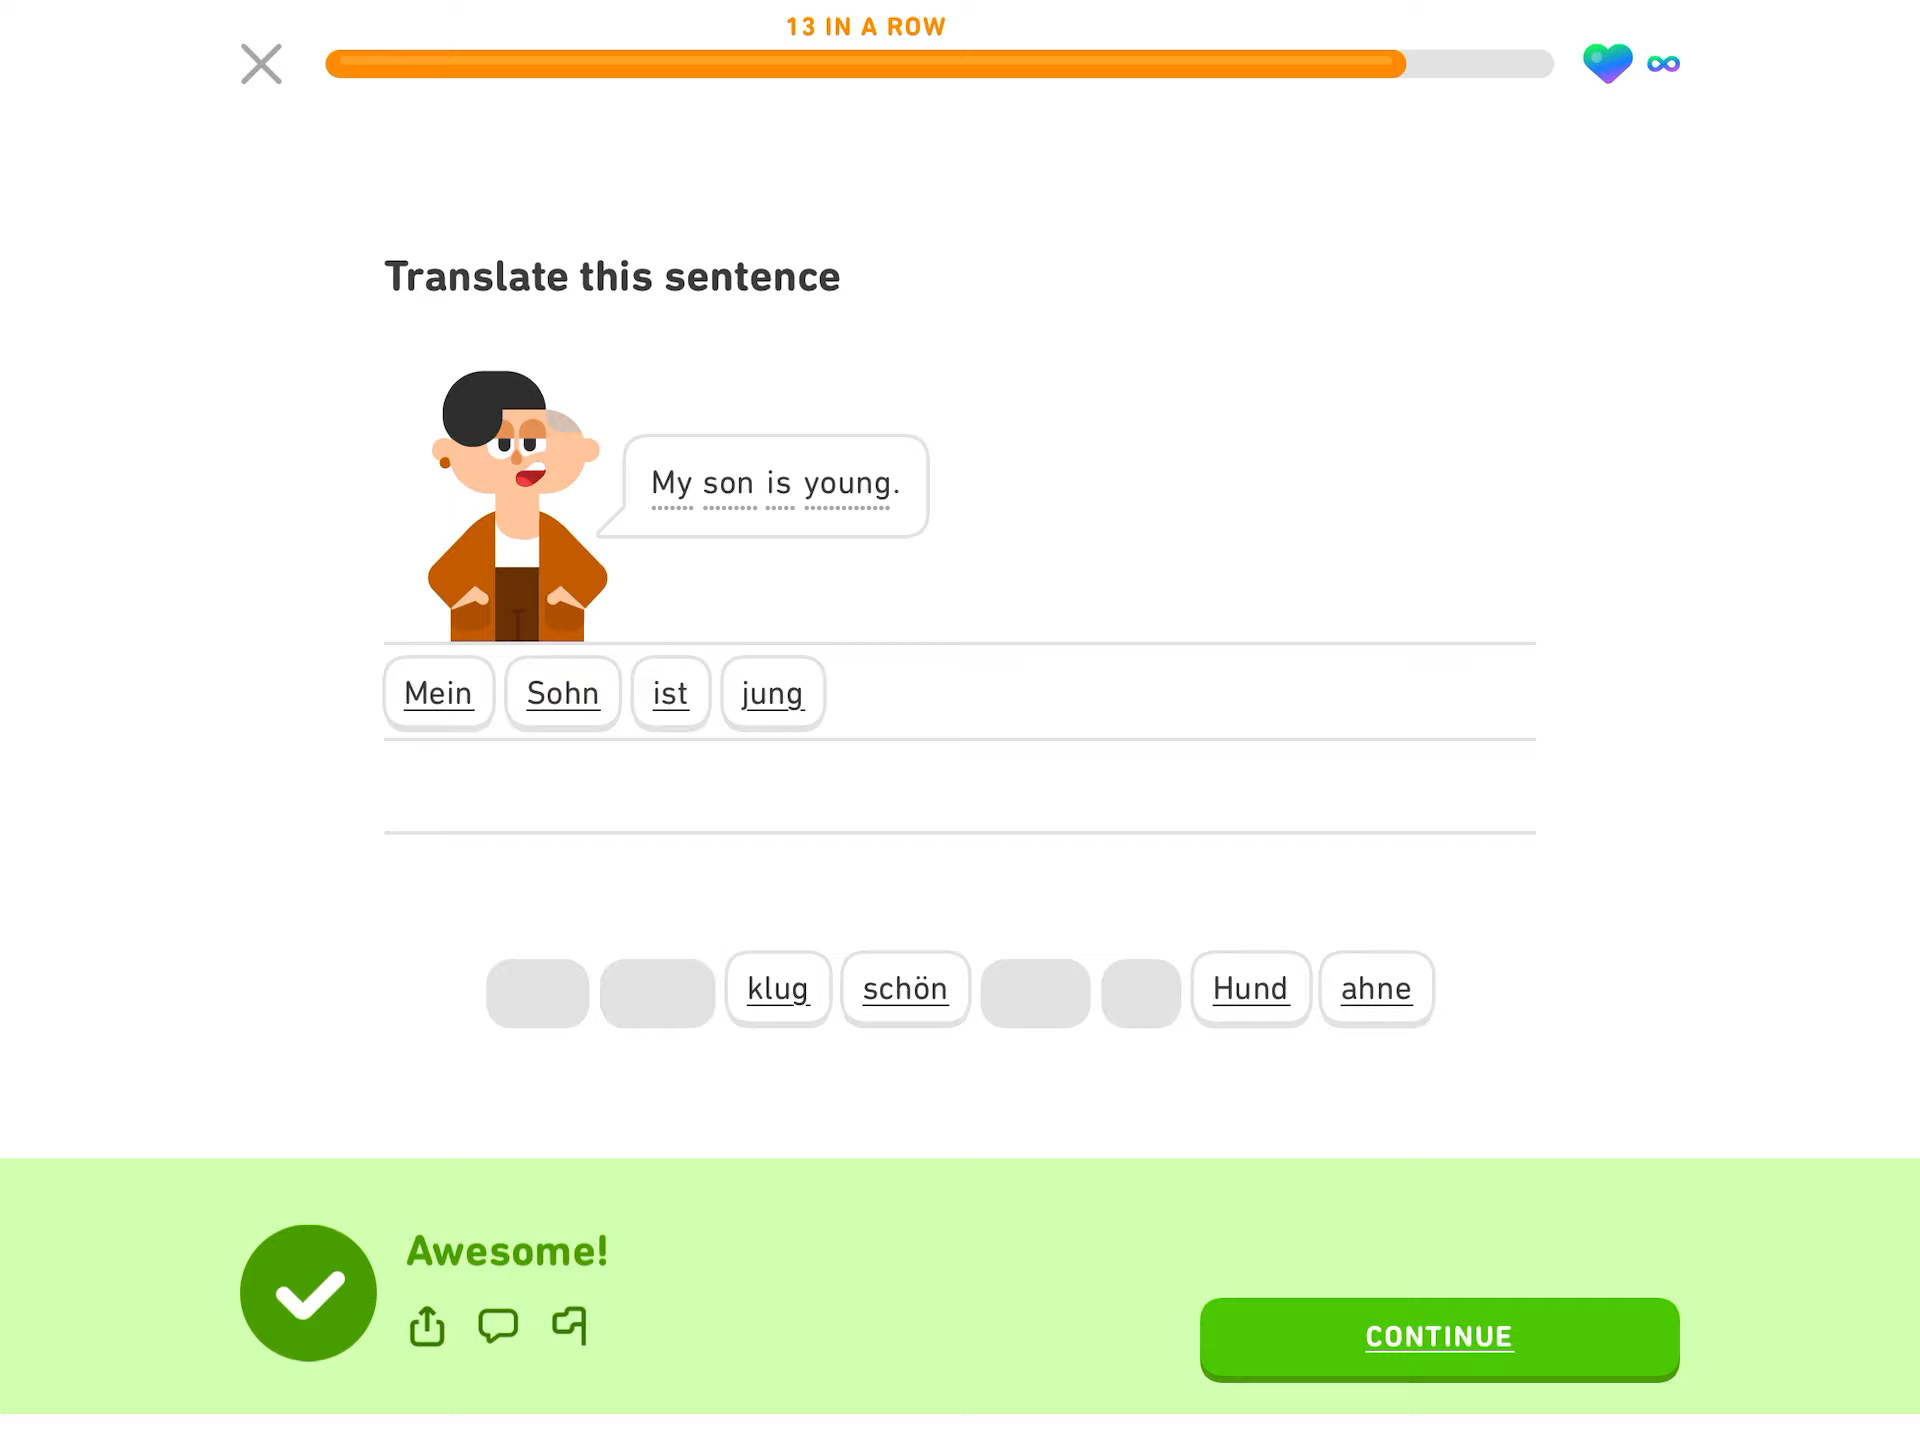 13 IN A ROW
Translate this sentence
My son is young.
Mein Sohn ist jung
klug schön Hund ahne
Awesome!
CONTINUE